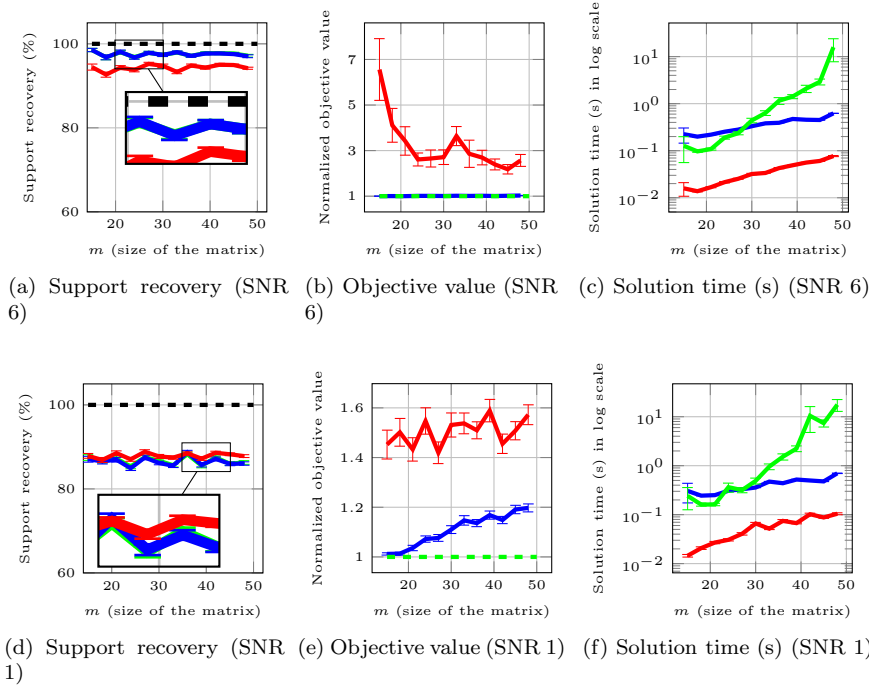 Support recovery (%)
100
80
60
20
30
40
50
m (size of the matrix)
(a) Support recovery (SNR
6)
Normalized objective value
7
5
3
1
20
30
40
50
m (size of the matrix)
(b) Objective value (SNR
6)
Solution time (s) in log scale
10^1
10^0
10^-1
10^-2
20
30
40
50
m (size of the matrix)
(c) Solution time (s) (SNR 6)
Support recovery (%)
100
80
60
20
30
40
50
m (size of the matrix)
(d) Support recovery (SNR
1)
Normalized objective value
1.6
1.4
1.2
1
20
30
40
50
m (size of the matrix)
(e) Objective value (SNR 1)
Solution time (s) in log scale
10^1
10^0
10^-1
10^-2
20
30
40
50
m (size of the matrix)
(f) Solution time (s) (SNR 1)